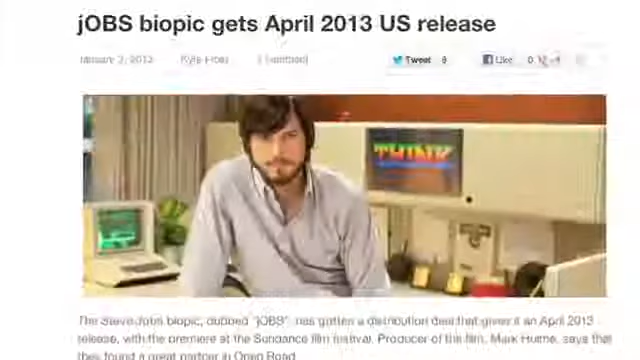 jOBS biopic gets April 2013 US release
January 2, 2013 Kyle
Tweet 8 Like 0
THINK
The Steve Jobs biopic, dubbed "jOBS", has gotten a distribution deal that gives it an April 2013
release, with the premiere at the Sundance film festival. Producer of the film, Mark Hulme, says that
they found a great partner in Open Road